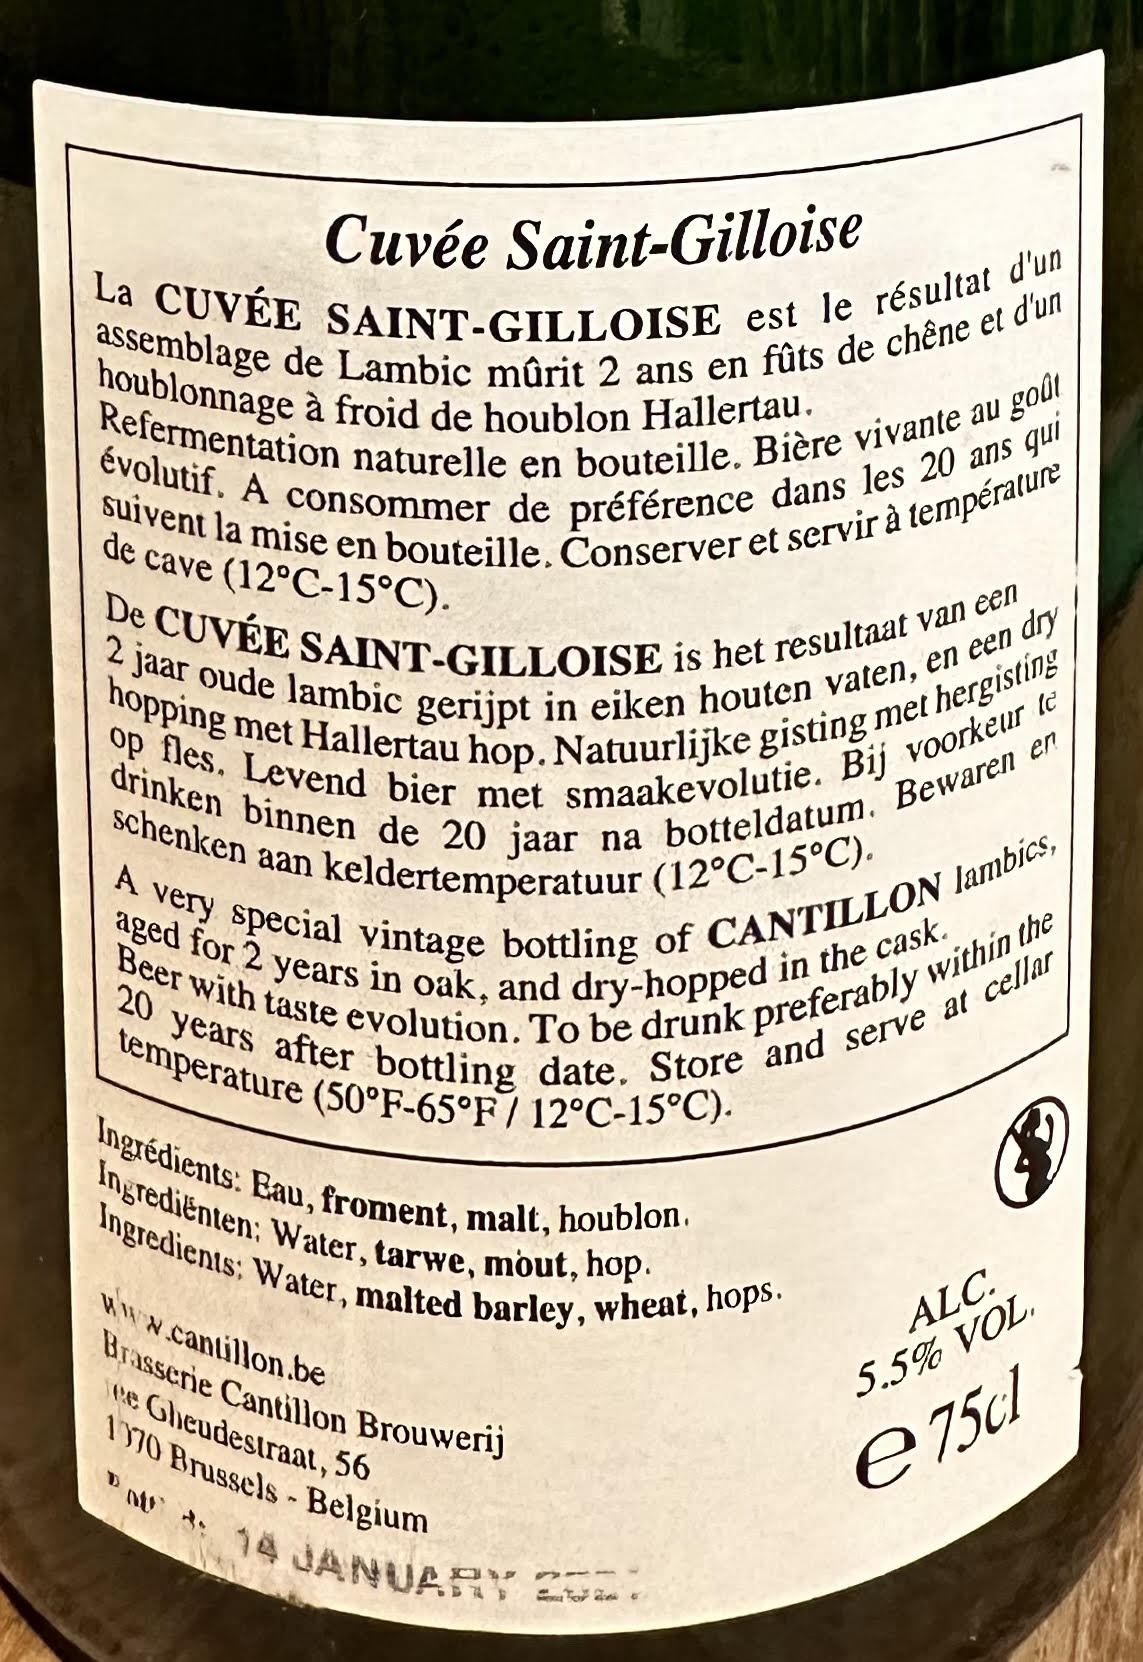 Cuvée Saint-Gilloise
La CUVÉE SAINT-GILLOISE est le résultat d'un
assemblage de Lambic mûrit 2 ans en fûts de chêne et d'un
houblonnage à froid de houblon Hallertau.
Refermentation naturelle en bouteille. Bière vivante au goût
évolutif. A consommer de préférence dans les 20 ans qui
suivent la mise en bouteille. Conserver et servir à température
de cave (12°C-15°C).
De CUVÉE SAINT-GILLOISE is het resultaat van een
2 jaar oude lambic gerijpt in eiken houten vaten, en een dry
hopping met Hallertau hop. Natuurlijke gisting met hergisting
op fles. Levend bier met smaakevolutie. Bij voorkeur te
drinken binnen de 20 jaar na botteldatum. Bewaren en
schenken aan keldertemperatuur (12°C-15°C).
A very special vintage bottling of CANTILLON lambics,
aged for 2 years in oak, and dry-hopped in the cask.
Beer with taste evolution. To be drunk preferably within the
20 years after bottling date. Store and serve at cellar
temperature (50°F-65°F / 12°C-15°C).
Ingrédients: Eau, froment, malt, houblon.
Ingrediënten: Water, tarwe, mout, hop.
Ingredients: Water, malted barley, wheat, hops.
ALC.
5.5% VOL.
e 75cl
www.cantillon.be
Brasserie Cantillon Brouwerij
Gheudestraat, 56
1070 Brussels - Belgium
14 JANUARY